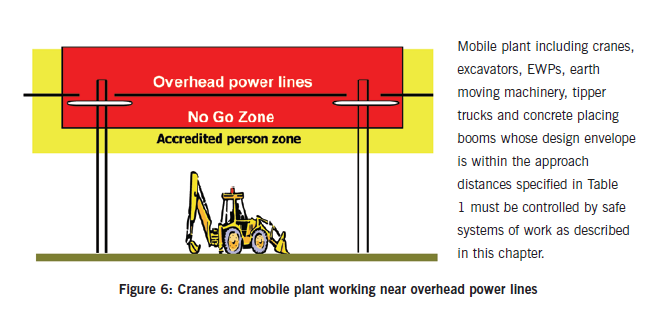 Overhead power lines
No Go Zone
Accredited person zone
Mobile plant including cranes,
excavators, EWPs, earth
moving machinery, tipper
trucks and concrete placing
booms whose design envelope
is within the approach
distances specified in Table
1 must be controlled by safe
systems of work as described
in this chapter.
Figure 6: Cranes and mobile plant working near overhead power lines